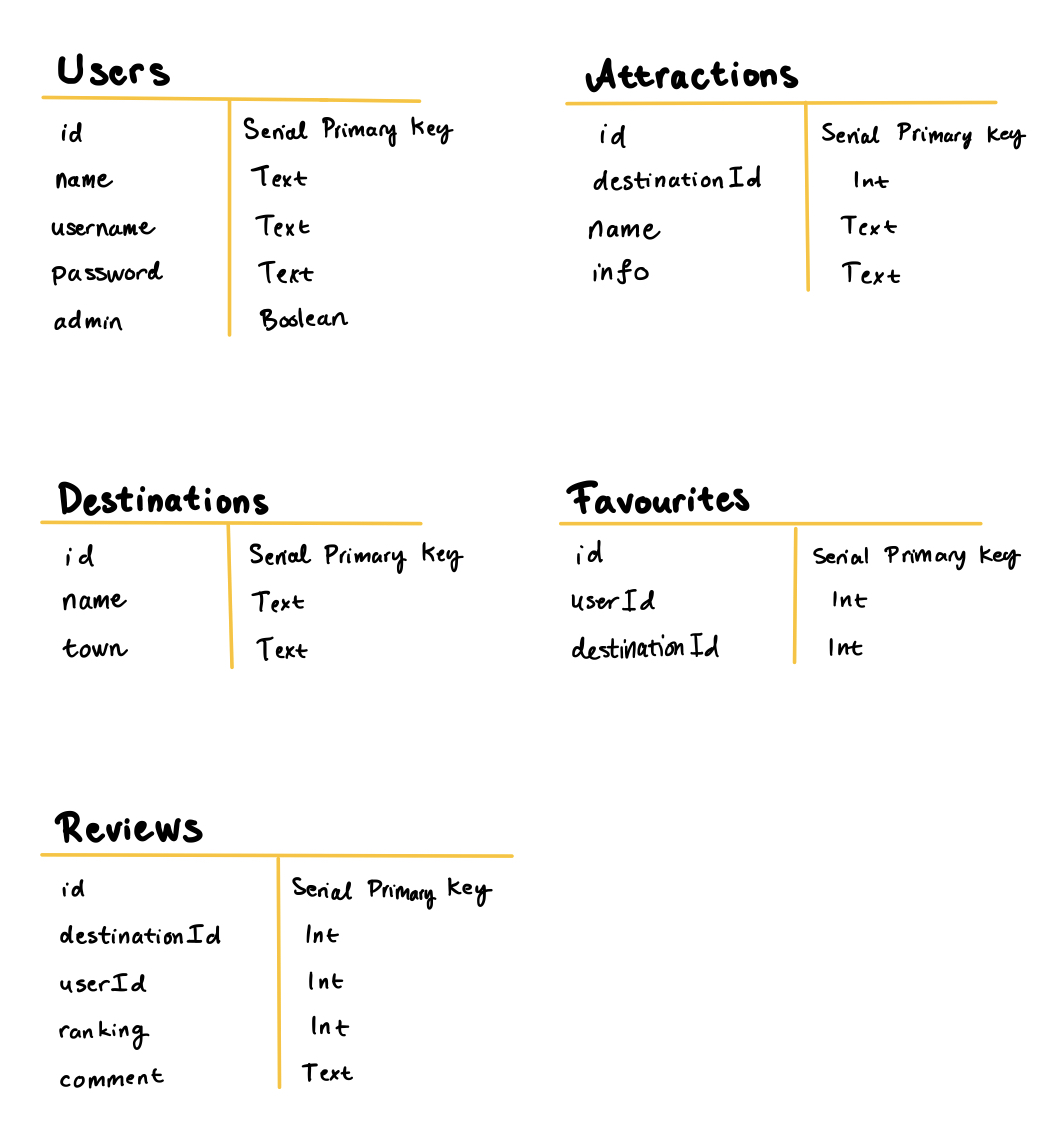 Users
id Serial Primary Key
name Text
username Text
password Text
admin Boolean
Attractions
id Serial Primary Key
destinationId Int
name Text
info Text
Destinations
id Serial Primary Key
name Text
town Text
Favourites
id Serial Primary Key
userId Int
destinationId Int
Reviews
id Serial Primary Key
destinationId Int
userId Int
ranking Int
comment Text